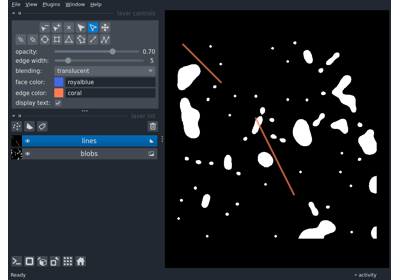 File View Plugins Window Help
layer controls
opacity: 0.70
edge width: 5
blending: translucent
face color: royalblue
edge color: coral
display text:
layer list
lines
blobs
Ready
activity